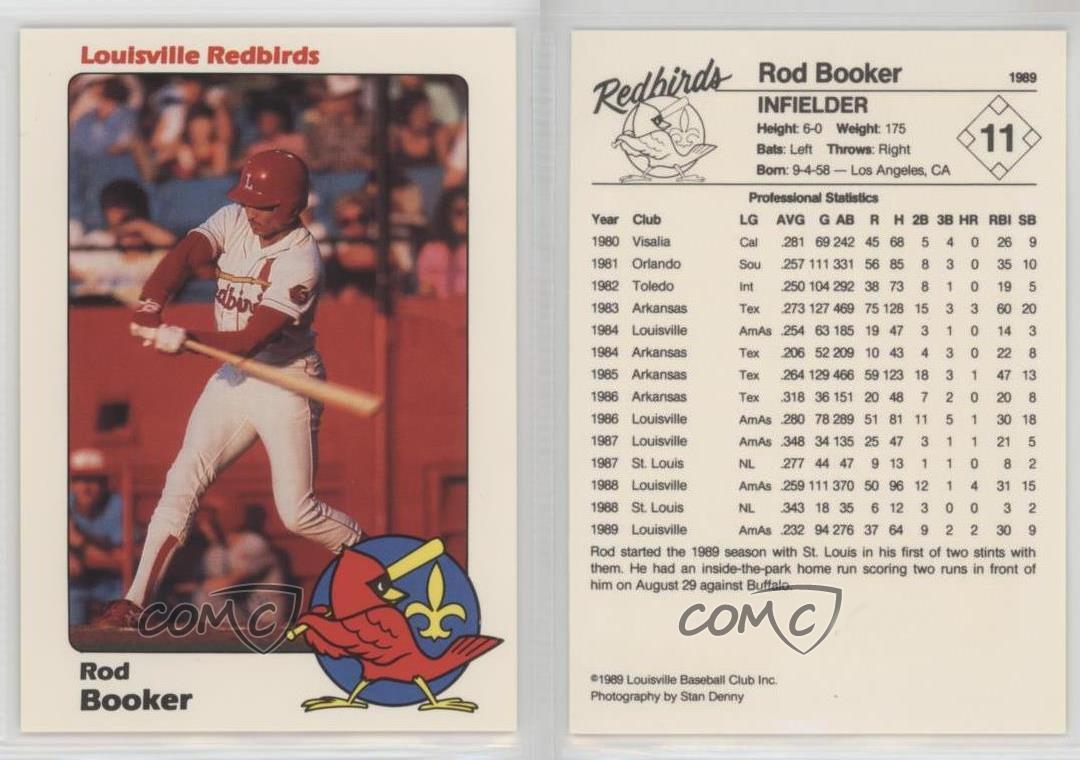 Louisville Redbirds
L
Redbirds
COMC
Rod
Booker
Redbirds
Rod Booker 1989
INFIELDER
Height: 6-0 Weight: 175
Bats: Left Throws: Right
Born: 9-4-58 — Los Angeles, CA
11
Professional Statistics
Year Club LG AVG G AB R H 2B 3B HR RBI SB
1980 Visalia Cal .281 69 242 45 68 5 4 0 26 9
1981 Orlando Sou .257 111 331 56 85 8 3 0 35 10
1982 Toledo Int .250 104 292 38 73 8 1 0 19 5
1983 Arkansas Tex .273 127 469 75 128 15 3 3 60 20
1984 Louisville AmAs .254 63 185 19 47 3 1 0 14 3
1984 Arkansas Tex .206 52 209 10 43 4 3 0 22 8
1985 Arkansas Tex .264 129 466 59 123 18 3 1 47 13
1986 Arkansas Tex .318 36 151 20 48 7 2 0 20 8
1986 Louisville AmAs .280 78 289 51 81 11 5 1 30 18
1987 Louisville AmAs .348 34 135 25 47 3 1 1 21 5
1987 St. Louis NL .277 44 47 9 13 1 1 0 8 2
1988 Louisville AmAs .259 111 370 50 96 12 1 4 31 15
1988 St. Louis NL .343 18 35 6 12 3 0 0 3 2
1989 Louisville AmAs .232 94 276 37 64 9 2 2 30 9
Rod started the 1989 season with St. Louis in his first of two stints with
them. He had an inside-the-park home run scoring two runs in front of
him on August 29 against Buffalo.
COMC
©1989 Louisville Baseball Club Inc.
Photography by Stan Denny